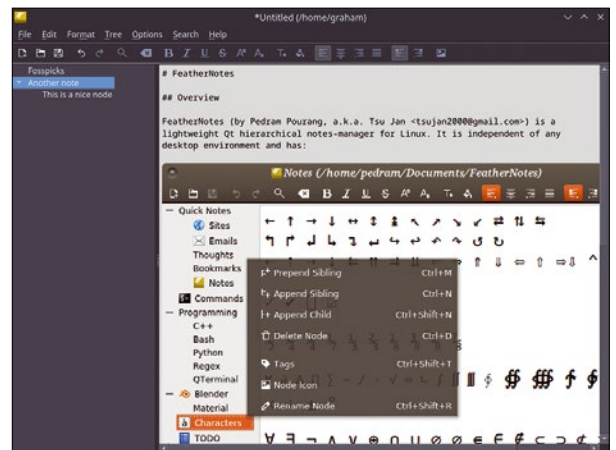 *Untitled (/home/graham)
File Edit Format Tree Options Search Help
Fosspicks
Another note
This is a nice node
# FeatherNotes
## Overview
FeatherNotes (by Pedram Pourang, a.k.a. Tsu Jan <tsujan2000@gmail.com>) is a
lightweight Qt hierarchical notes-manager for Linux. It is independent of any
desktop environment and has:
Notes (/home/pedram/Documents/FeatherNotes)
Quick Notes
Sites
Emails
Thoughts
Bookmarks
Notes
Commands
Programming
C++
Bash
Python
Regex
QTerminal
Blender
Material
Characters
TODO
Prepend Sibling Ctrl+M
Append Sibling Ctrl+N
Append Child Ctrl+Shift+N
Delete Node Ctrl+D
Tags Ctrl+Shift+T
Node Icon
Rename Node Ctrl+Shift+R